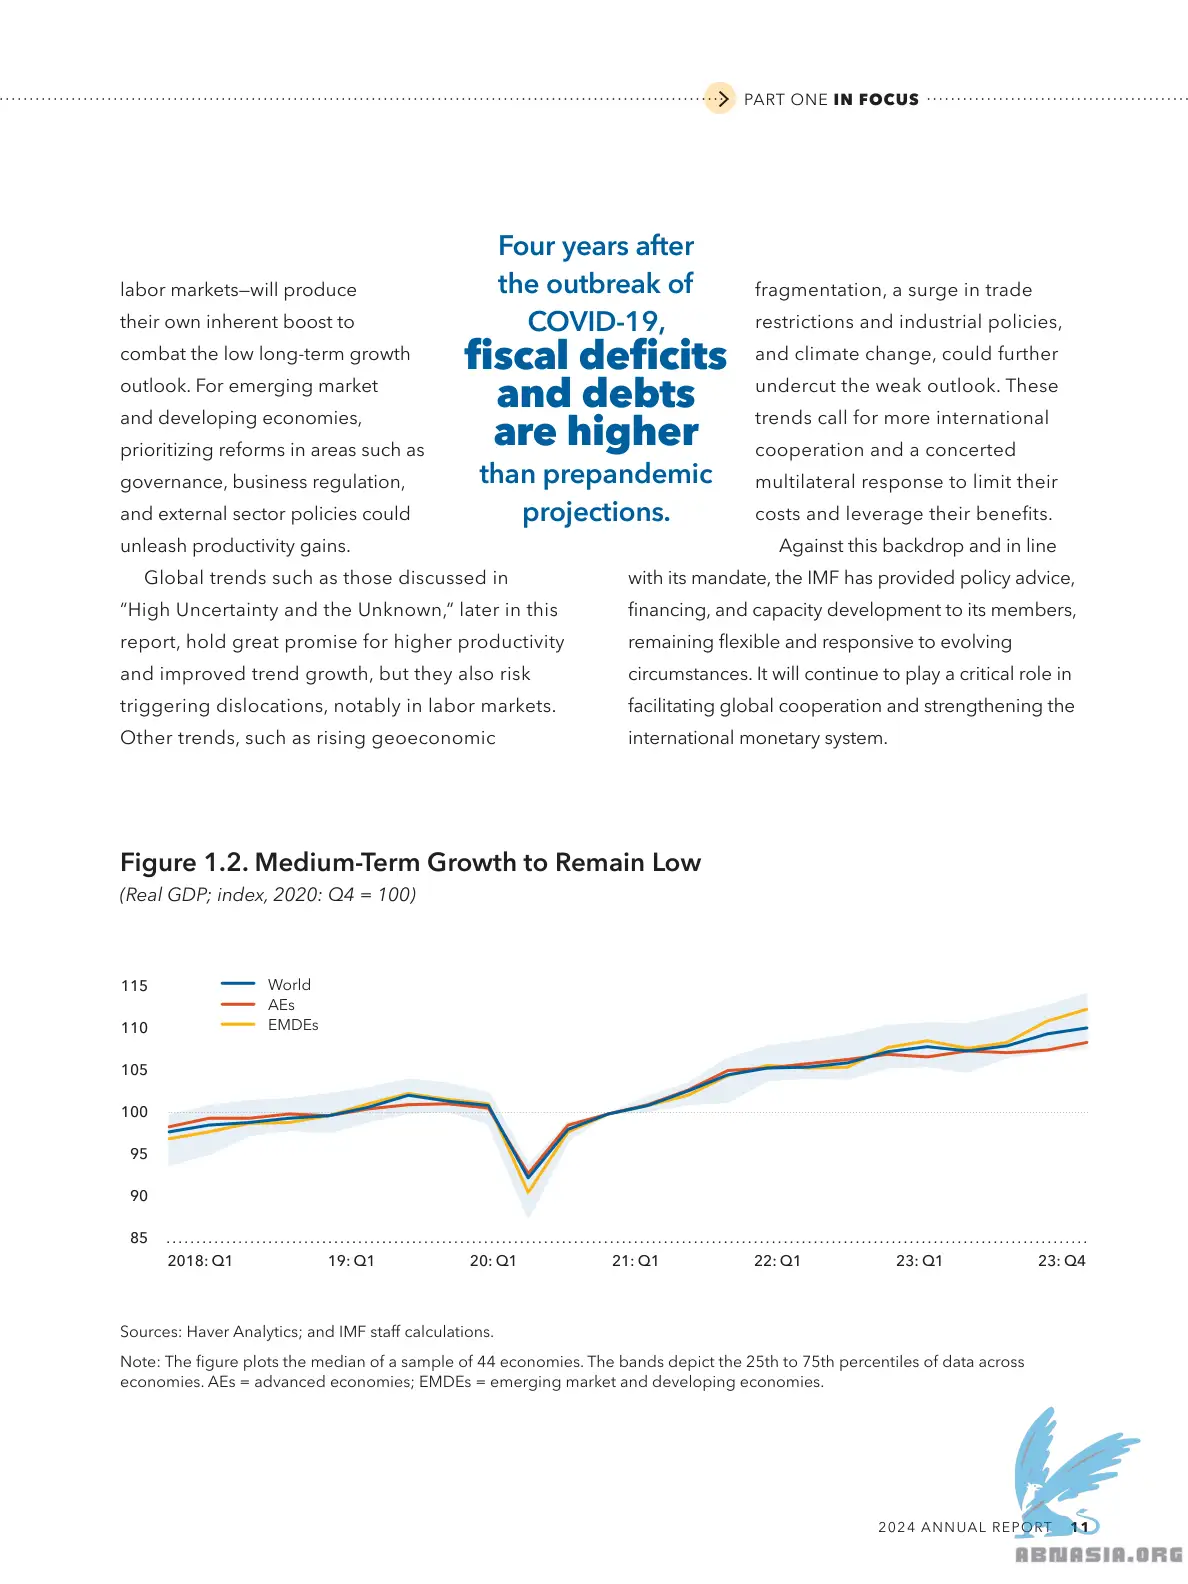 PART ONE IN FOCUS
labor markets—will produce
their own inherent boost to
combat the low long-term growth
outlook. For emerging market
and developing economies,
prioritizing reforms in areas such as
governance, business regulation,
and external sector policies could
unleash productivity gains.
Global trends such as those discussed in
“High Uncertainty and the Unknown,“ later in this
report, hold great promise for higher productivity
and improved trend growth, but they also risk
triggering dislocations, notably in labor markets.
Other trends, such as rising geoeconomic
Four years after
the outbreak of
COVID-19,
fiscal deficits
and debts
are higher
than prepandemic
projections.
fragmentation, a surge in trade
restrictions and industrial policies,
and climate change, could further
undercut the weak outlook. These
trends call for more international
cooperation and a concerted
multilateral response to limit their
costs and leverage their benefits.
Against this backdrop and in line
with its mandate, the IMF has provided policy advice,
financing, and capacity development to its members,
remaining flexible and responsive to evolving
circumstances. It will continue to play a critical role in
facilitating global cooperation and strengthening the
international monetary system.
Figure 1.2. Medium-Term Growth to Remain Low
(Real GDP; index, 2020: Q4 = 100)
World
AEs
EMDEs
115
110
105
100
95
90
85
2018: Q1 19: Q1 20: Q1 21: Q1 22: Q1 23: Q1 23: Q4
Sources: Haver Analytics; and IMF staff calculations.
Note: The figure plots the median of a sample of 44 economies. The bands depict the 25th to 75th percentiles of data across
economies. AEs = advanced economies; EMDEs = emerging market and developing economies.
2024 ANNUAL REPORT 11
ABNASIA.ORG